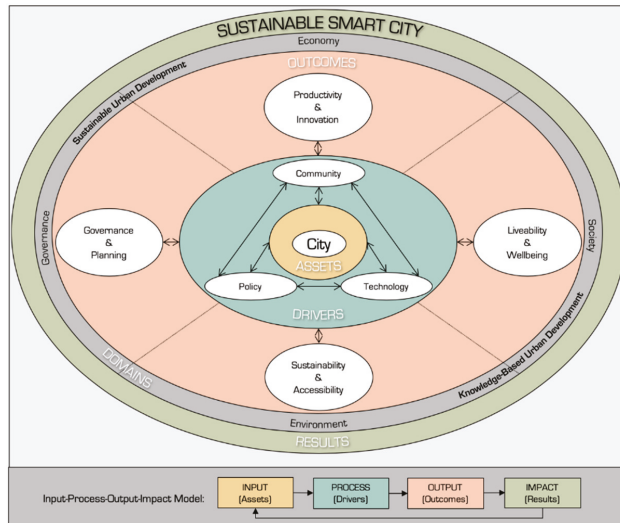 SUSTAINABLE SMART CITY
Economy
OUTCOMES
Sustainable Urban Development
Productivity
&
Innovation
Community
Governance
Governance
&
Planning
City
ASSETS
Liveability
&
Wellbeing
Society
Policy
Technology
DRIVERS
Sustainability
&
Accessibility
DOMAINS
Knowledge-Based Urban Development
Environment
RESULTS
Input-Process-Output-Impact Model:
INPUT
(Assets)
PROCESS
(Drivers)
OUTPUT
(Outcomes)
IMPACT
(Results)